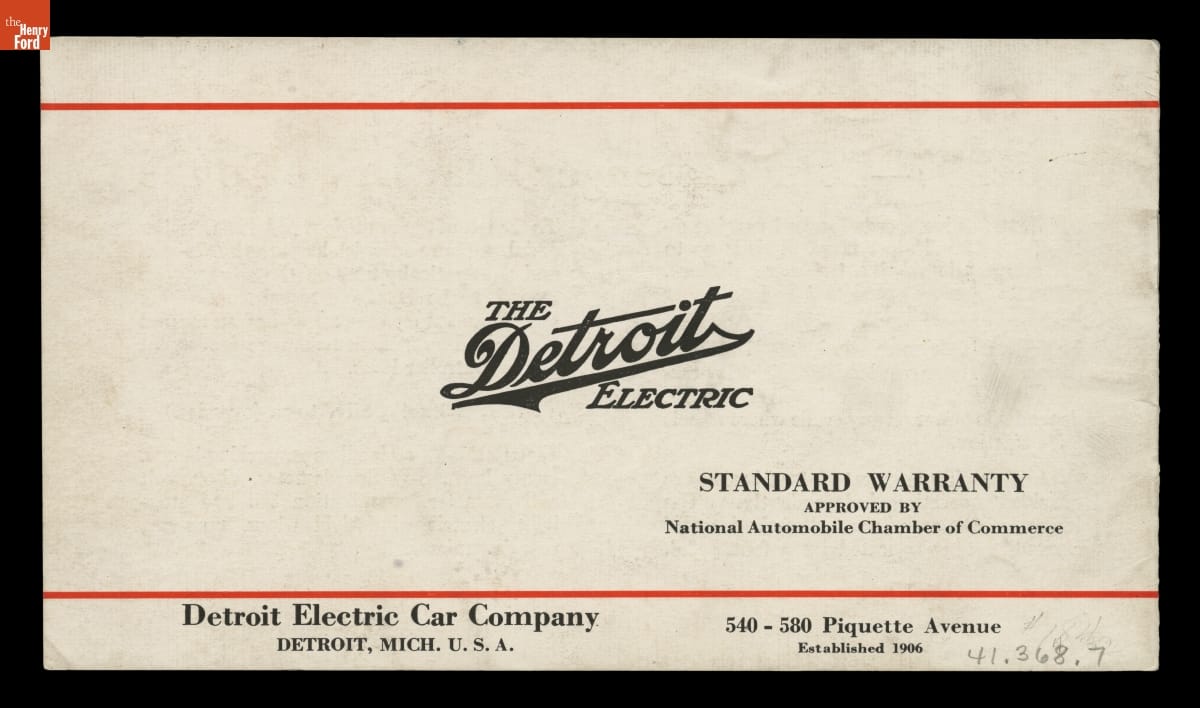 the
Henry
Ford
THE
Detroit
ELECTRIC
STANDARD WARRANTY
APPROVED BY
National Automobile Chamber of Commerce
Detroit Electric Car Company
DETROIT, MICH. U. S. A.
540 - 580 Piquette Avenue
Established 1906
41.368.7